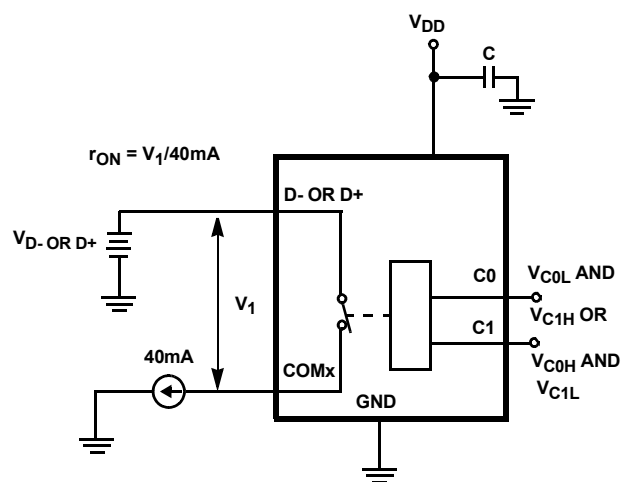 VDD
C
rON = V1/40mA
D- OR D+
VD- OR D+
V1
C0
VC0L AND
VC1H OR
C1
VC0H AND
VC1L
40mA
COMx
GND